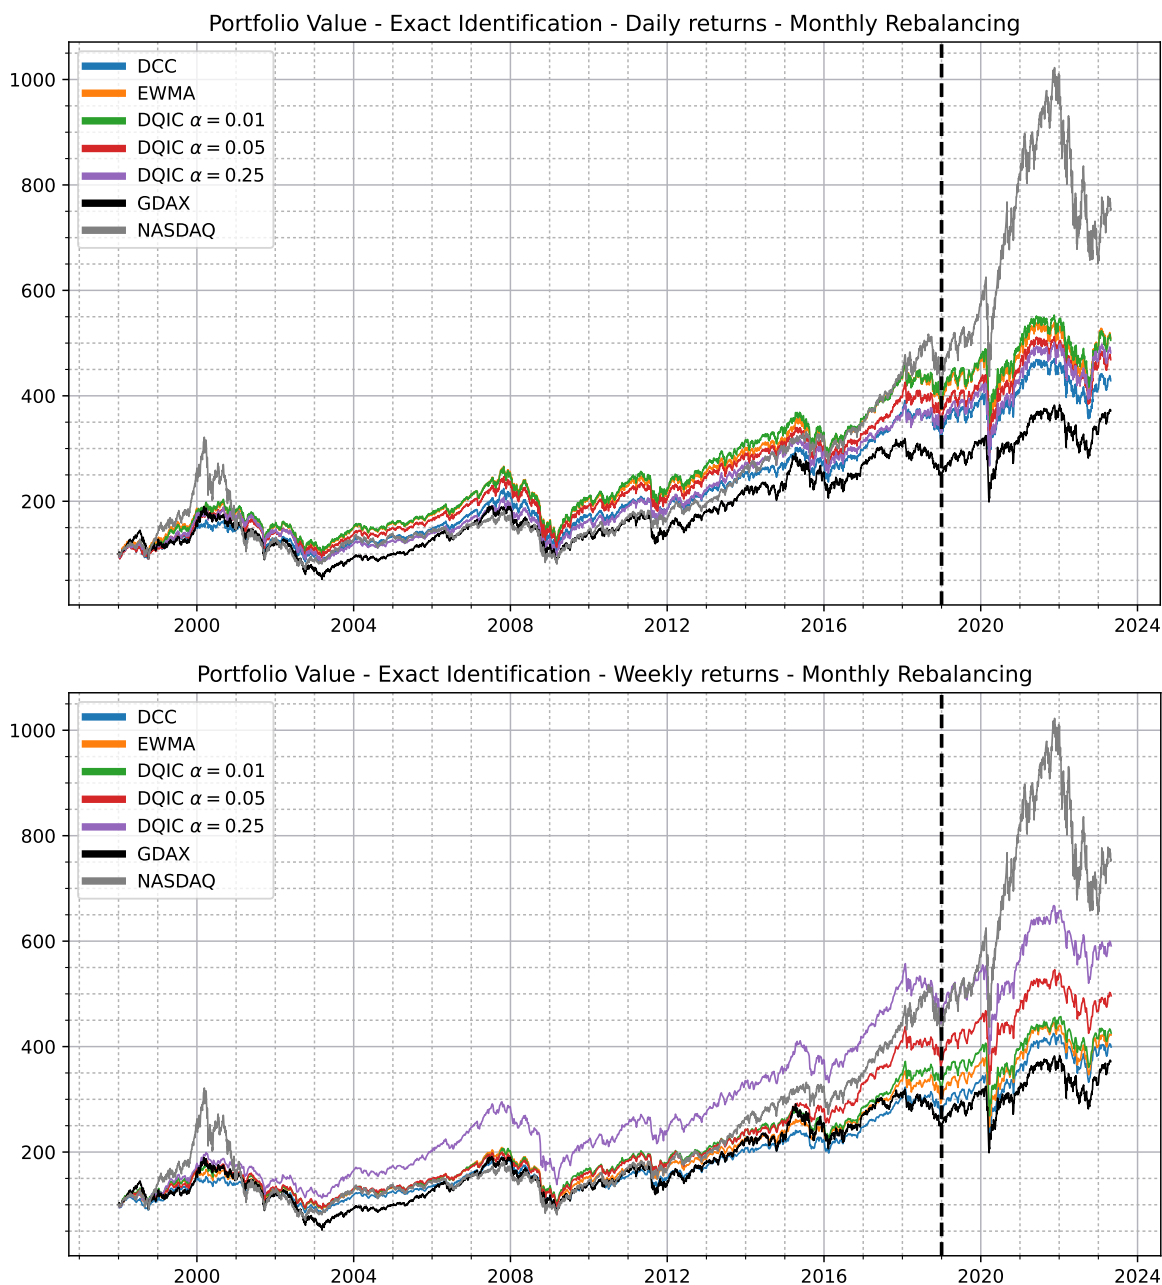 Portfolio Value - Exact Identification - Daily returns - Monthly Rebalancing
1000
800
600
400
200
DCC
EWMA
DQIC α = 0.01
DQIC α = 0.05
DQIC α = 0.25
GDAX
NASDAQ
2000 2004 2008 2012 2016 2020 2024
Portfolio Value - Exact Identification - Weekly returns - Monthly Rebalancing
1000
800
600
400
200
DCC
EWMA
DQIC α = 0.01
DQIC α = 0.05
DQIC α = 0.25
GDAX
NASDAQ
2000 2004 2008 2012 2016 2020 2024